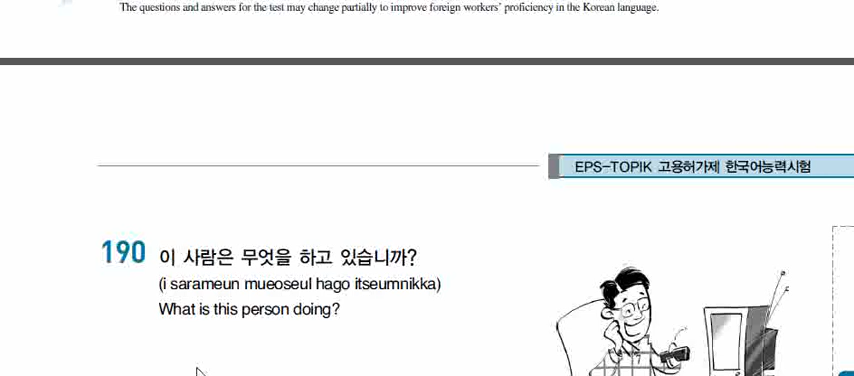 The questions and answers for the test may change partially to improve foreign workers' proficiency in the Korean language.
EPS-TOPIK 고용허가제 한국어능력시험
190 이 사람은 무엇을 하고 있습니까?
(i sarameun mueoseul hago itseumnikka)
What is this person doing?